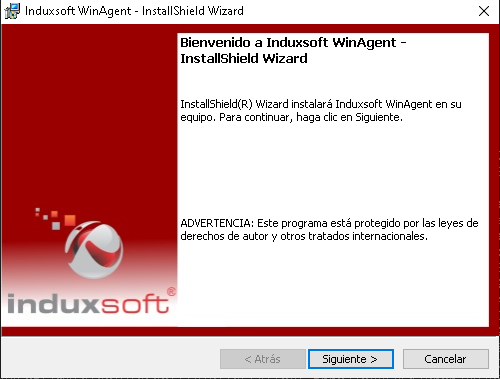 Induxsoft WinAgent - InstallShield Wizard
Bienvenido a Induxsoft WinAgent -
InstallShield Wizard
InstallShield(R) Wizard instalará Induxsoft WinAgent en su
equipo. Para continuar, haga clic en Siguiente.
ADVERTENCIA: Este programa está protegido por las leyes de
derechos de autor y otros tratados internacionales.
induxsoft®
< Atrás
Siguiente >
Cancelar